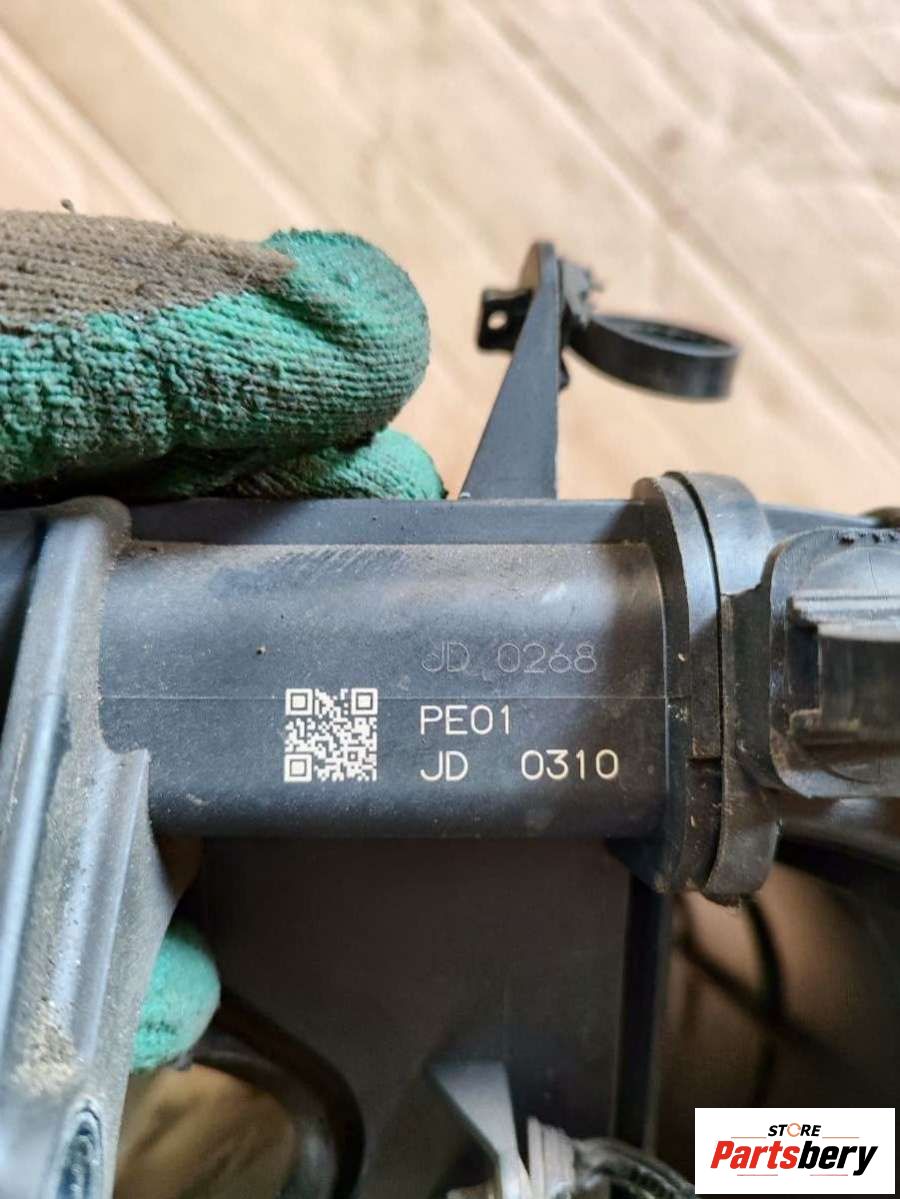 JD 0268
PE01
JD 0310
STORE
Partsbery